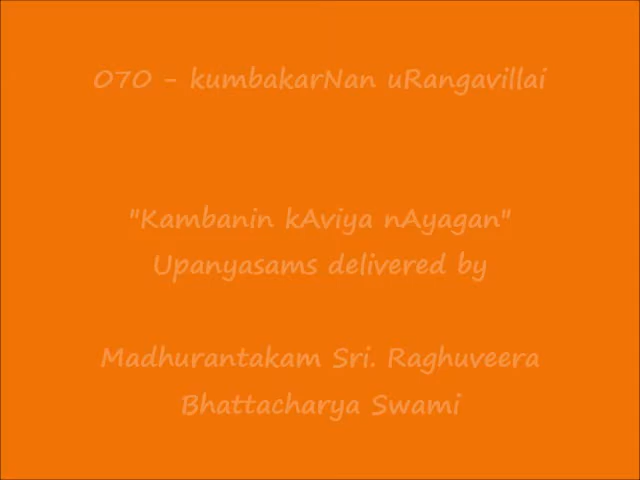 070 - kumbakarNan uRangavillai
"Kambanin kAviya nAyagan"
Upanyasams delivered by
Madhurantakam Sri. Raghuveera
Bhattacharya Swami